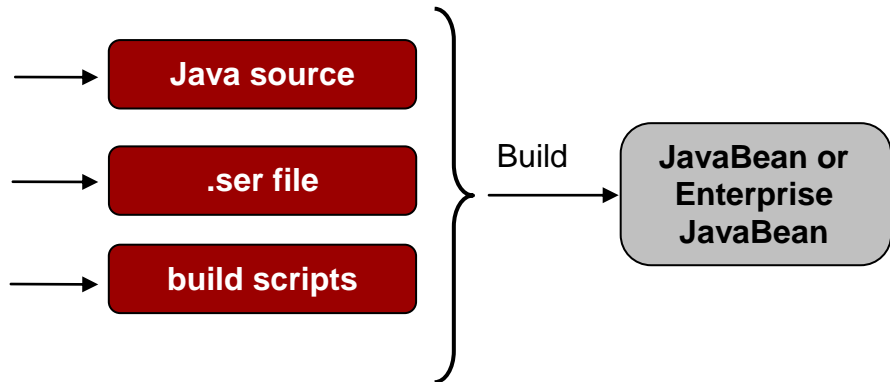 Java source
.ser file
build scripts
Build
JavaBean or
Enterprise
JavaBean